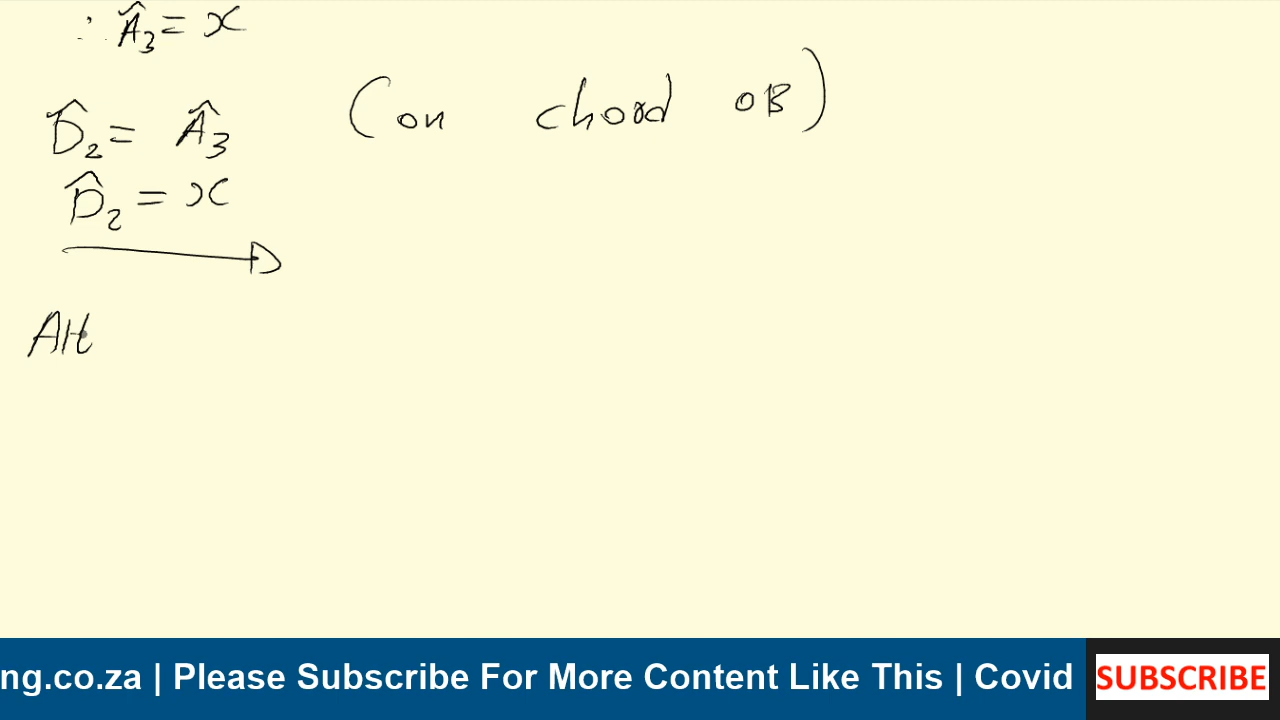 ∴ Â₃ = x
D̂₂ = Â₃ (on chord OB)
D̂₂ = x
Alt
ng.co.za | Please Subscribe For More Content Like This | Covid
SUBSCRIBE